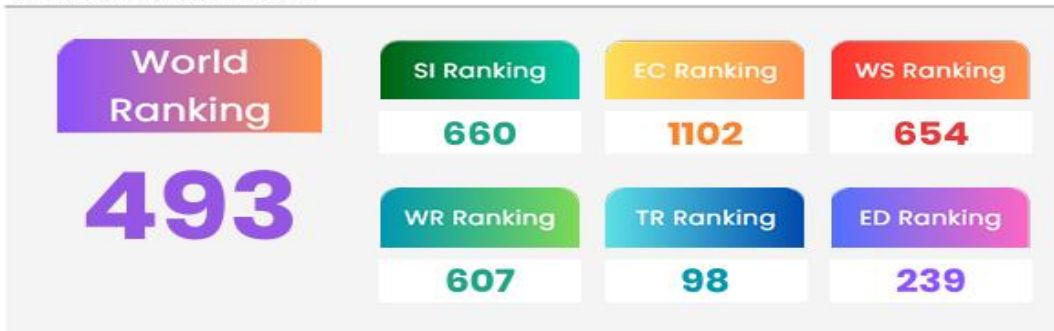 World
Ranking
493
SI Ranking
660
EC Ranking
1102
WS Ranking
654
WR Ranking
607
TR Ranking
98
ED Ranking
239